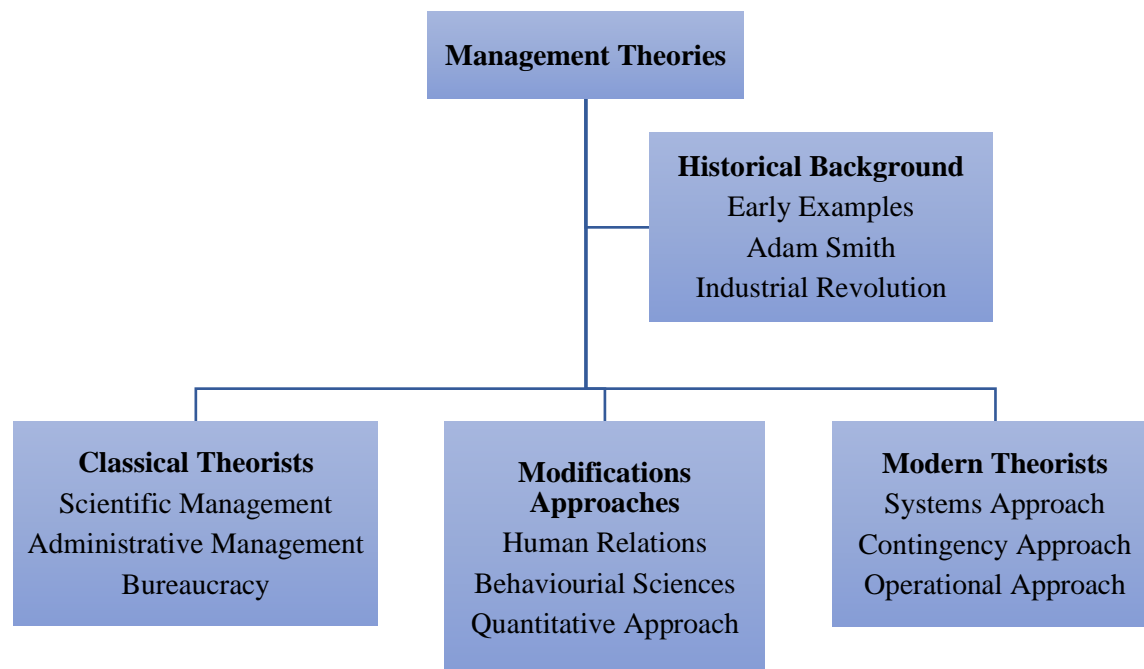 Management Theories
Historical Background
Early Examples
Adam Smith
Industrial Revolution
Classical Theorists
Scientific Management
Administrative Management
Bureaucracy
Modifications
Approaches
Human Relations
Behaviourial Sciences
Quantitative Approach
Modern Theorists
Systems Approach
Contingency Approach
Operational Approach